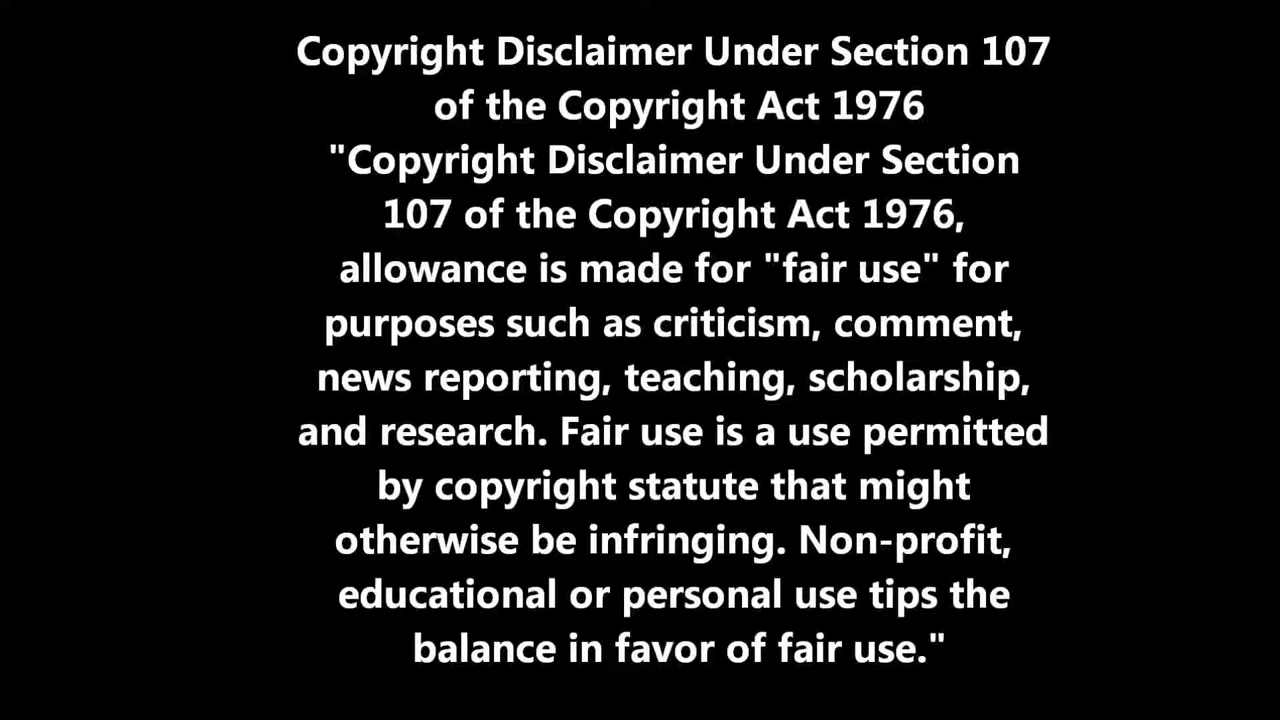 Copyright Disclaimer Under Section 107
of the Copyright Act 1976
"Copyright Disclaimer Under Section
107 of the Copyright Act 1976,
allowance is made for "fair use" for
purposes such as criticism, comment,
news reporting, teaching, scholarship,
and research. Fair use is a use permitted
by copyright statute that might
otherwise be infringing. Non-profit,
educational or personal use tips the
balance in favor of fair use."